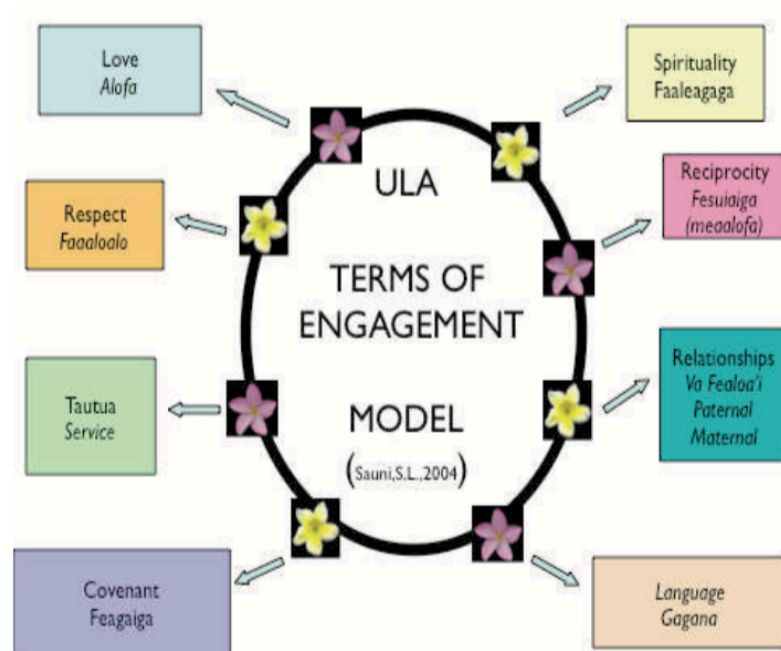 Love
Alofa
Spirituality
Faaleagaga
Respect
Faaaloalo
ULA
TERMS OF
ENGAGEMENT
MODEL
(Sauni,S.L.,2004)
Reciprocity
Fesuiaiga
(meaalofa)
Tautua
Service
Relationships
Va Fealoa'i
Paternal
Maternal
Covenant
Feagaiga
Language
Gagana